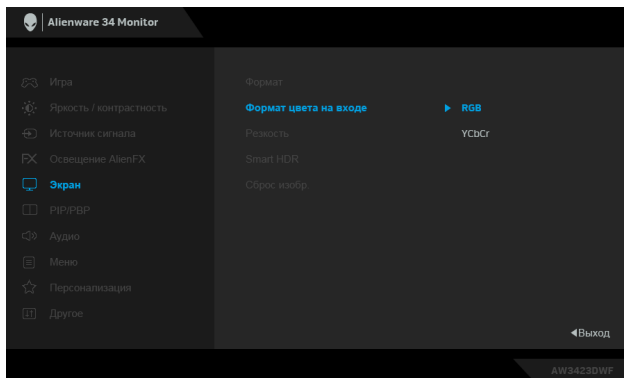 Alienware 34 Monitor
Игра
Яркость / контрастность
Источник сигнала
FX Освещение AlienFX
Экран
PIP/PBP
Аудио
Меню
Персонализация
Другое
Формат
Формат цвета на входе
Резкость
Smart HDR
Сброс изобр.
RGB
YCbCr
Выход
AW3423DWF